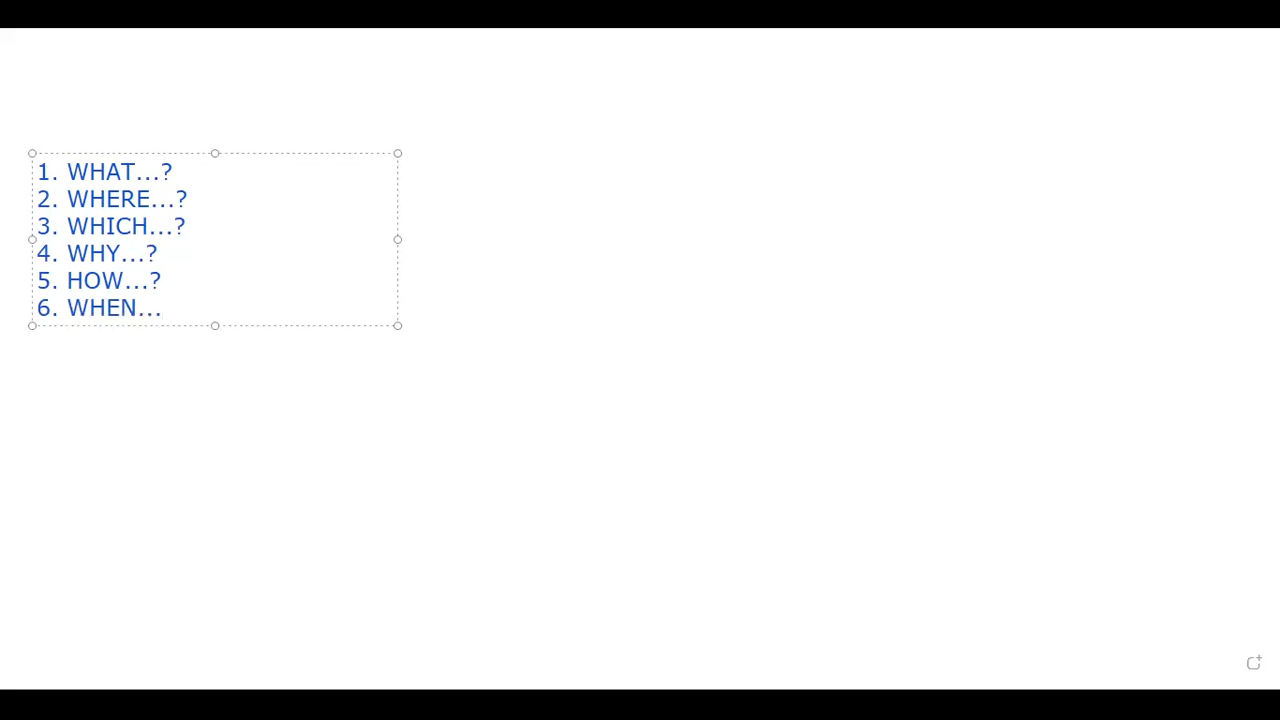 1. WHAT...?
2. WHERE...?
3. WHICH...?
4. WHY...?
5. HOW...?
6. WHEN...